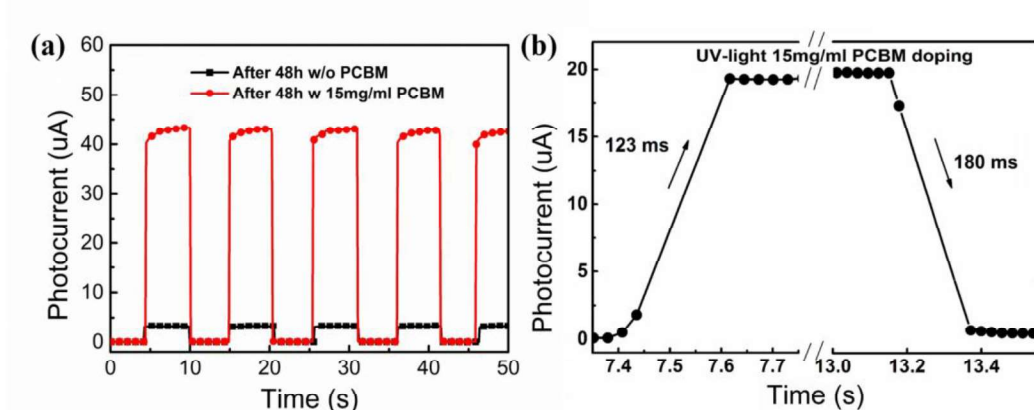 (a)
60
50
40
30
20
10
0
Photocurrent (uA)
After 48h w/o PCBM
After 48h w 15mg/ml PCBM
0 10 20 30 40 50
Time (s)
(b)
20
15
10
5
0
Photocurrent (uA)
UV-light 15mg/ml PCBM doping
123 ms
180 ms
7.4 7.5 7.6 7.7 13.0 13.2 13.4
Time (s)